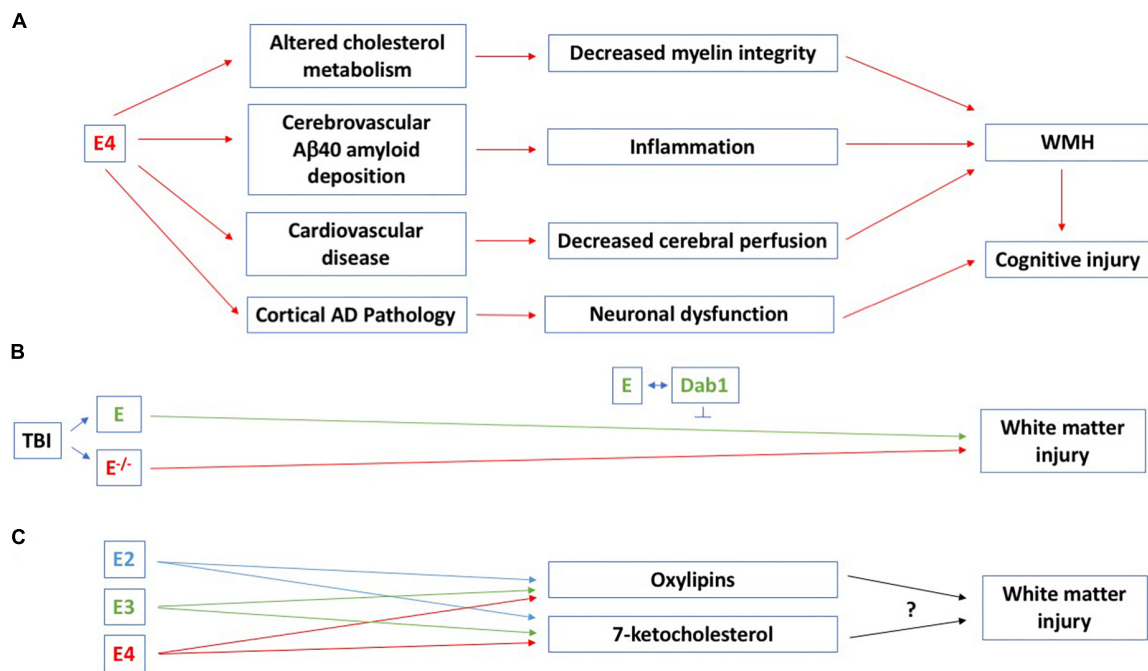 A
Altered cholesterol
metabolism
Decreased myelin integrity
E4
Cerebrovascular
Aβ40 amyloid
deposition
Inflammation
WMH
Cardiovascular
disease
Decreased cerebral perfusion
Cognitive injury
Cortical AD Pathology
Neuronal dysfunction
B
TBI
E
E-/-
E
Dab1
White matter
injury
C
E2
E3
E4
Oxylipins
7-ketocholesterol
?
White matter
injury